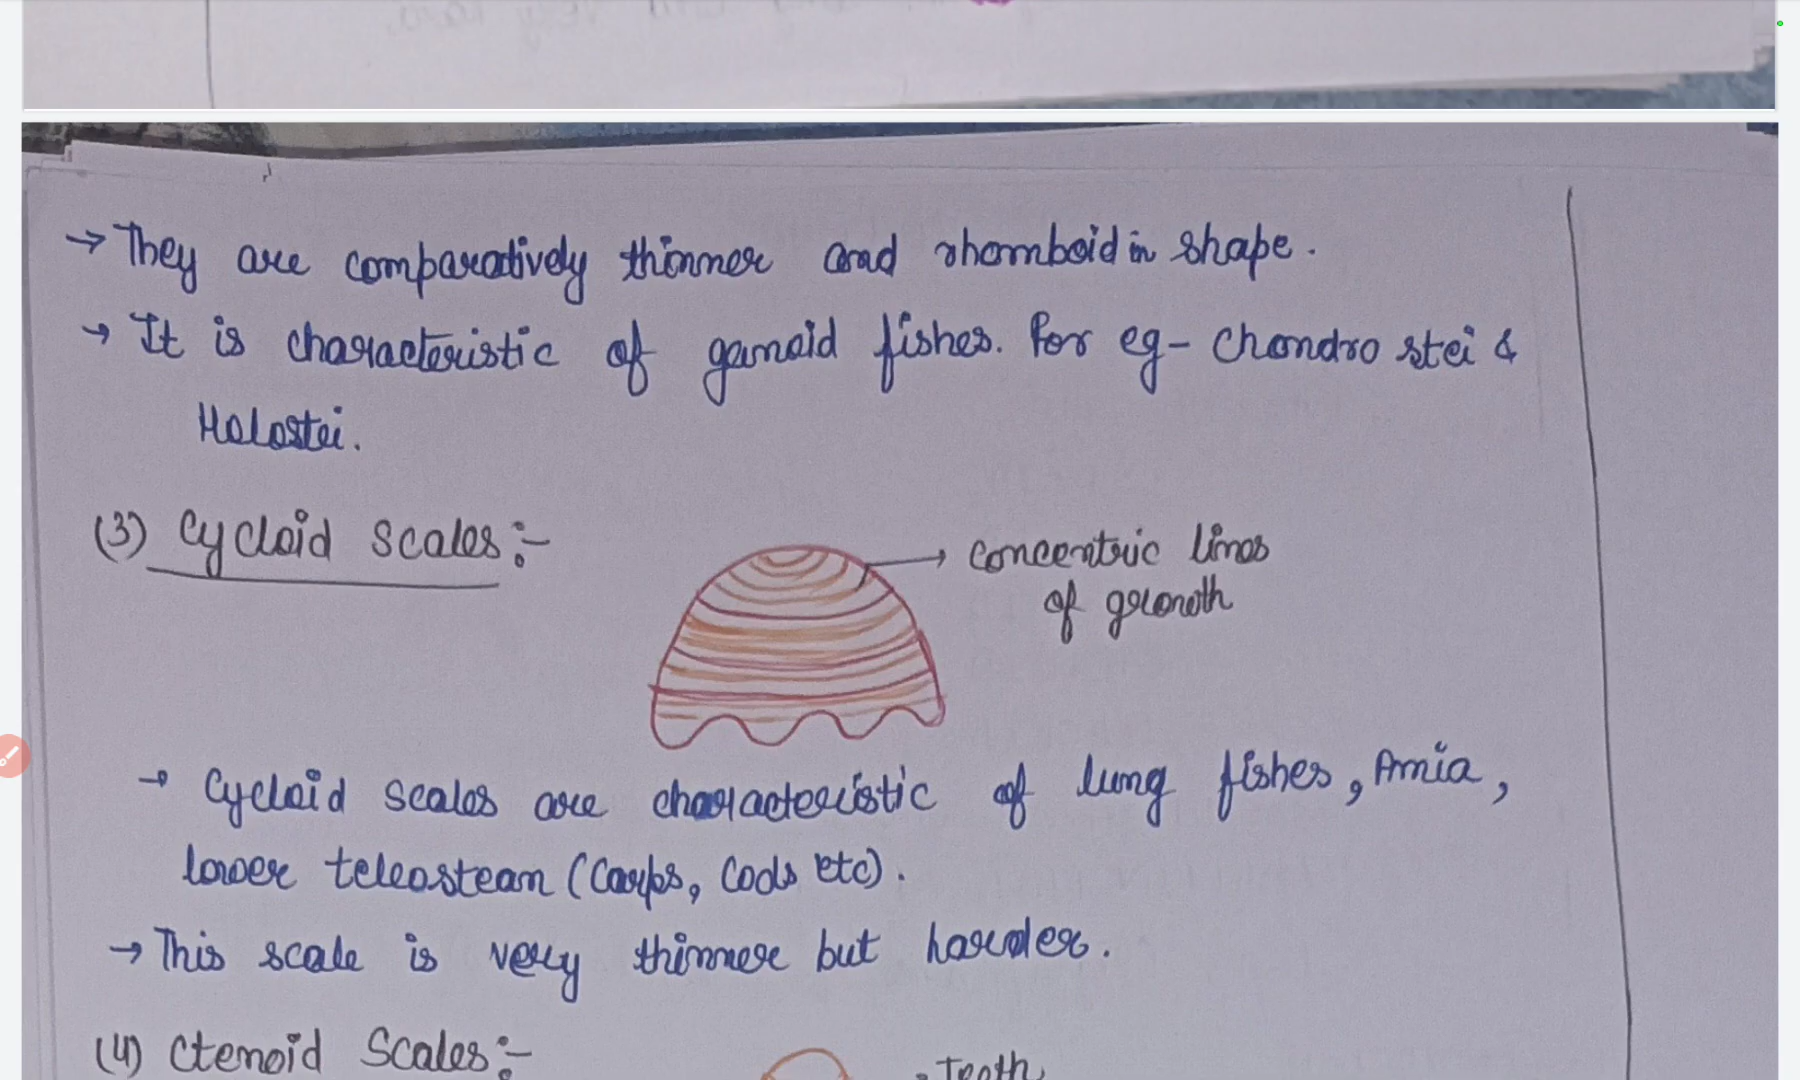 → They are comparatively thinner and rhomboid in shape.
→ It is characteristic of ganoid fishes. For eg - Chondro stei &
Holostei.
(3) Cycloid Scales :-
→ concentric lines
of growth
→ Cycloid scales are characteristic of lung fishes, Amia,
lower teleostean (Carps, Cods etc).
→ This scale is very thinner but harder.
(4) Ctenoid Scales :-
Teeth